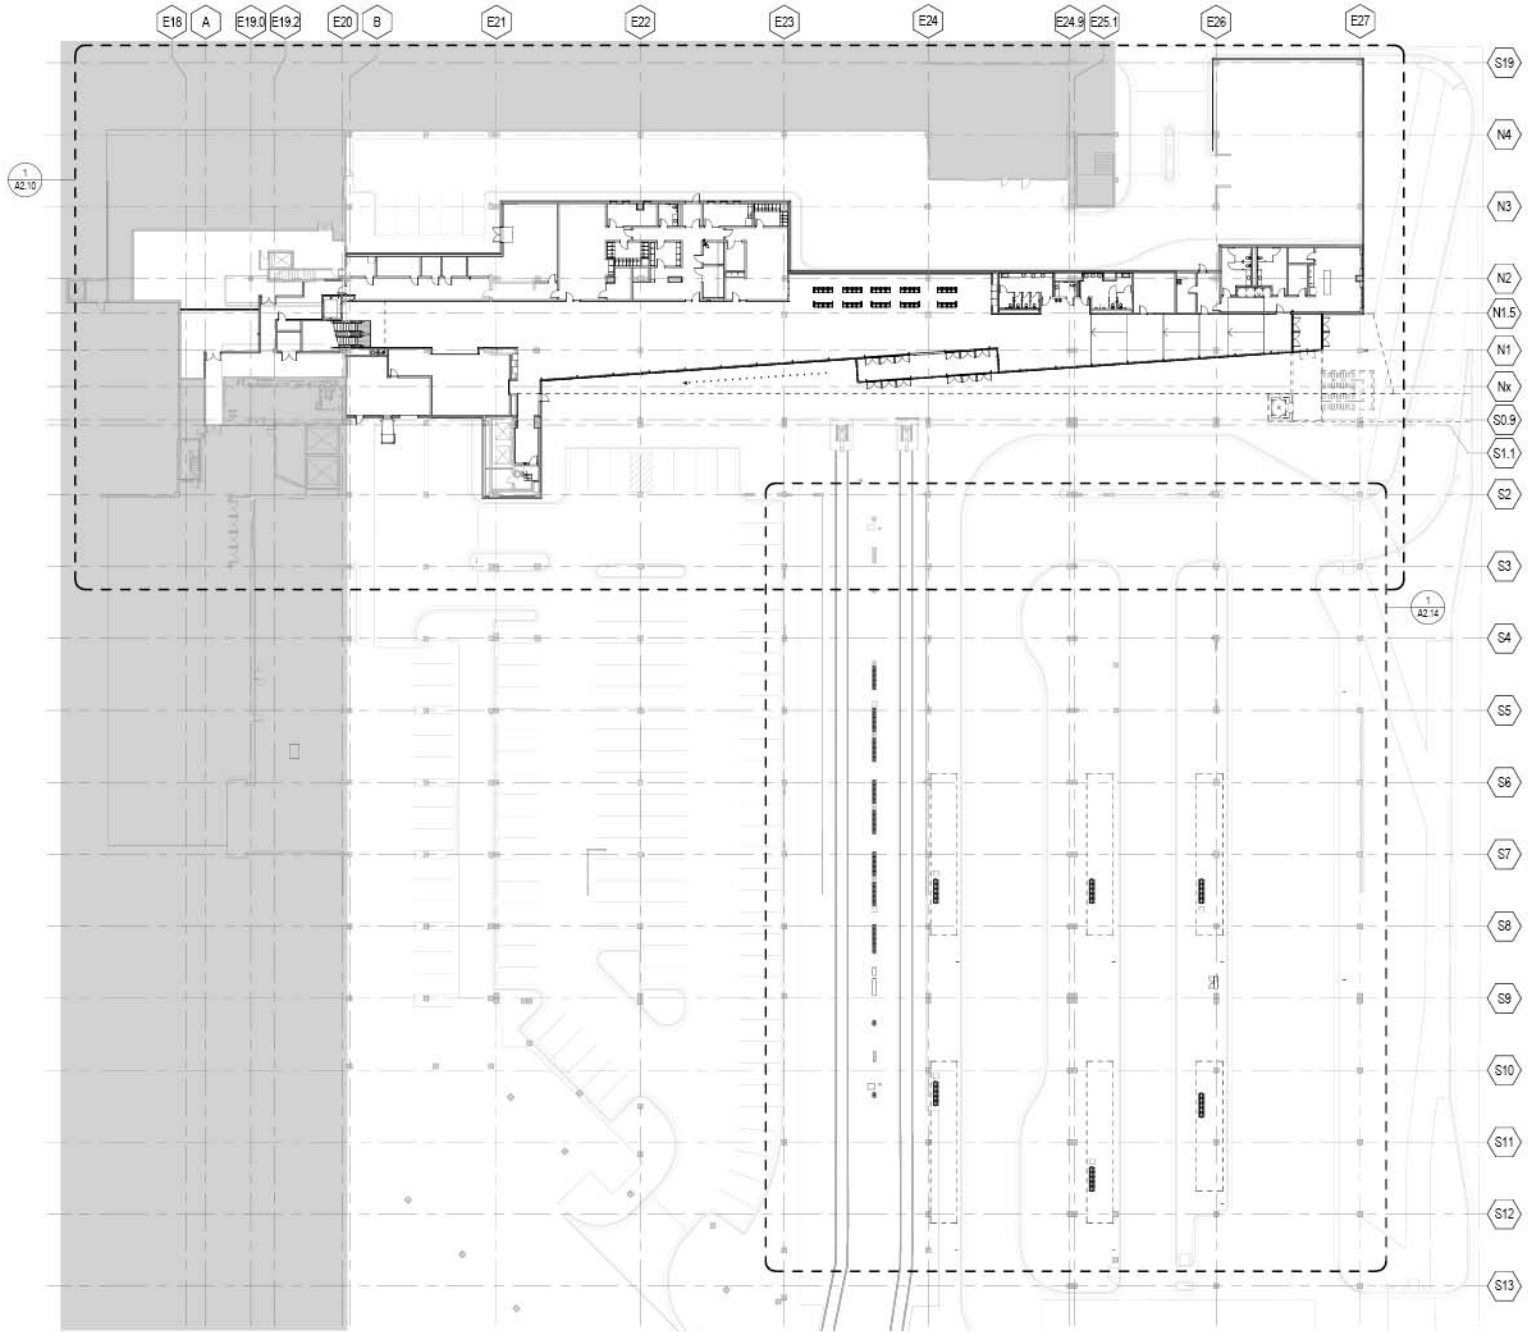 E18 A E19.0 E19.2 E20 B E21 E22 E23 E24 E24.9 E25.1 E26 E27
S19
N4
1
A2.10
N3
N2
N1.5
N1
Nx
S0.9
S1.1
S2
S3
1
A2.14
S4
S5
S6
S7
S8
S9
S10
S11
S12
S13